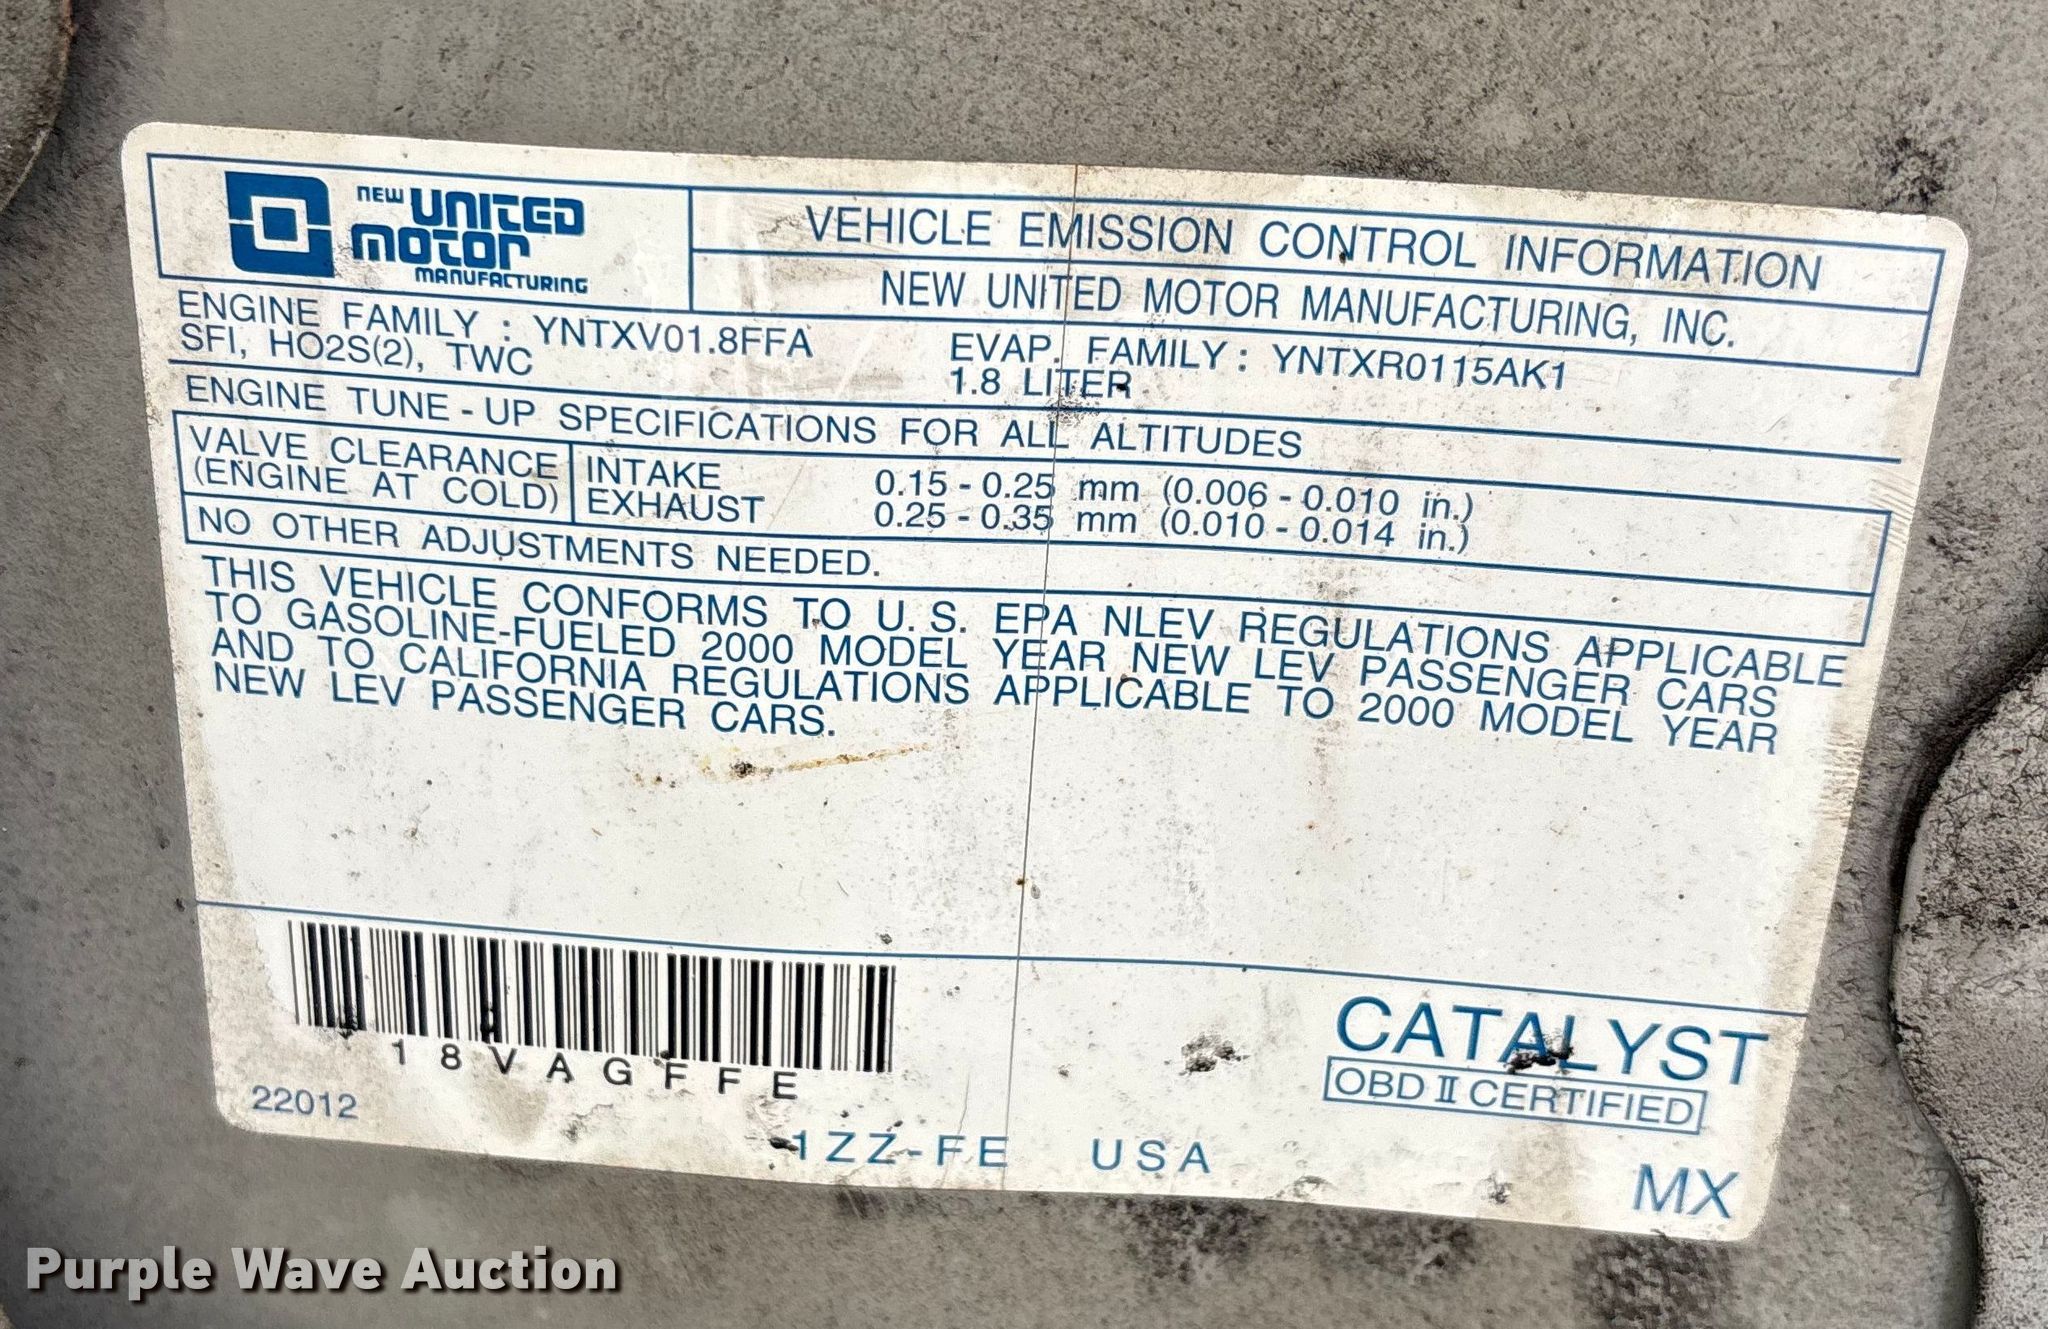 NEW UNITED
MOTOR
MANUFACTURING
VEHICLE EMISSION CONTROL INFORMATION
NEW UNITED MOTOR MANUFACTURING, INC.
ENGINE FAMILY : YNTXV01.8FFA EVAP. FAMILY : YNTXR0115AK1
SFI, HO2S(2), TWC 1.8 LITER
ENGINE TUNE-UP SPECIFICATIONS FOR ALL ALTITUDES
VALVE CLEARANCE INTAKE 0.15 - 0.25 mm (0.006 - 0.010 in.)
(ENGINE AT COLD) EXHAUST 0.25 - 0.35 mm (0.010 - 0.014 in.)
NO OTHER ADJUSTMENTS NEEDED.
THIS VEHICLE CONFORMS TO U. S. EPA NLEV REGULATIONS APPLICABLE
TO GASOLINE-FUELED 2000 MODEL YEAR NEW LEV PASSENGER CARS
AND TO CALIFORNIA REGULATIONS APPLICABLE TO 2000 MODEL YEAR
NEW LEV PASSENGER CARS.
18VAGFFE
22012
CATALYST
OBD II CERTIFIED
1ZZ-FE USA
MX
Purple Wave Auction